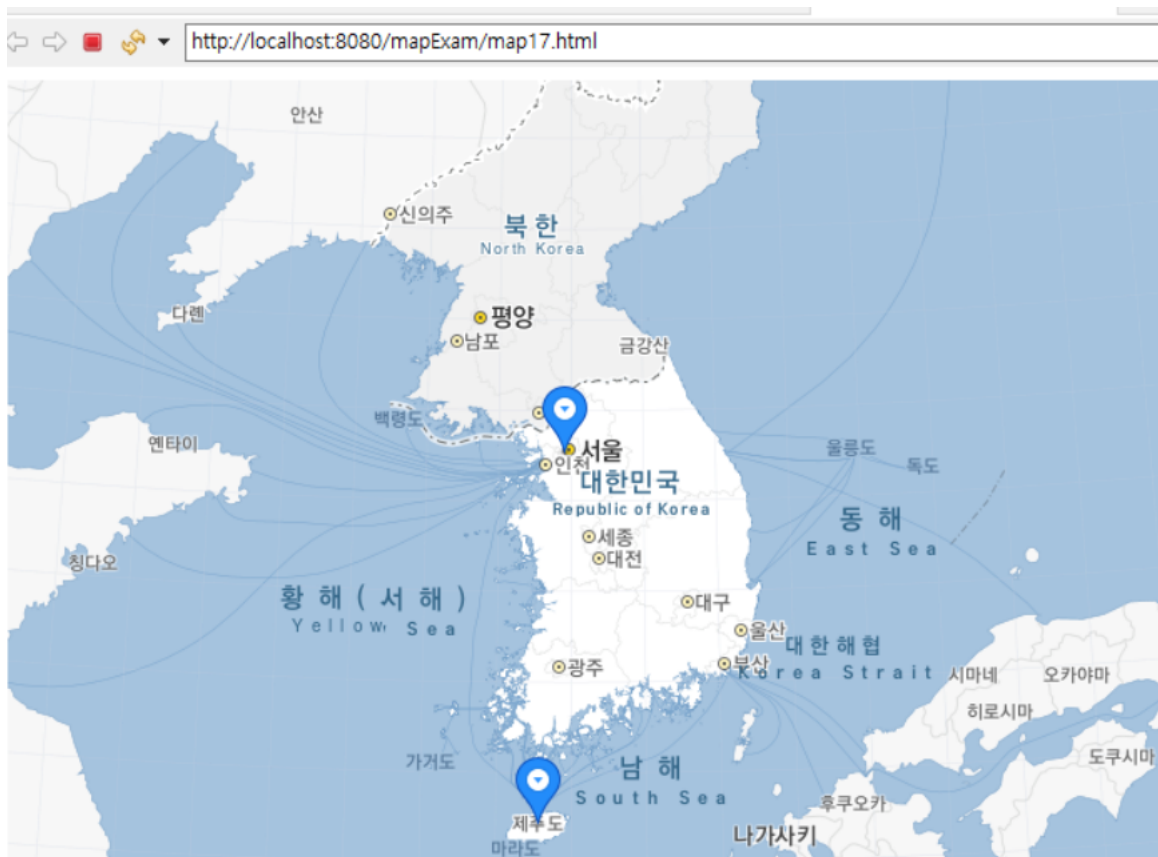 http://localhost:8080/mapExam/map17.html
안산
신의주
북한
North Korea
다롄
평양
남포
금강산
백령도
옌타이
서울
인천
대한민국
Republic of Korea
울릉도
독도
동해
East Sea
세종
대전
칭다오
황해(서해)
Yellow Sea
대구
울산
대한해협
Korea Strait
부산
광주
시마네
오카야마
히로시마
가거도
남해
South Sea
도쿠시마
제주도
후쿠오카
나가사키
마라도